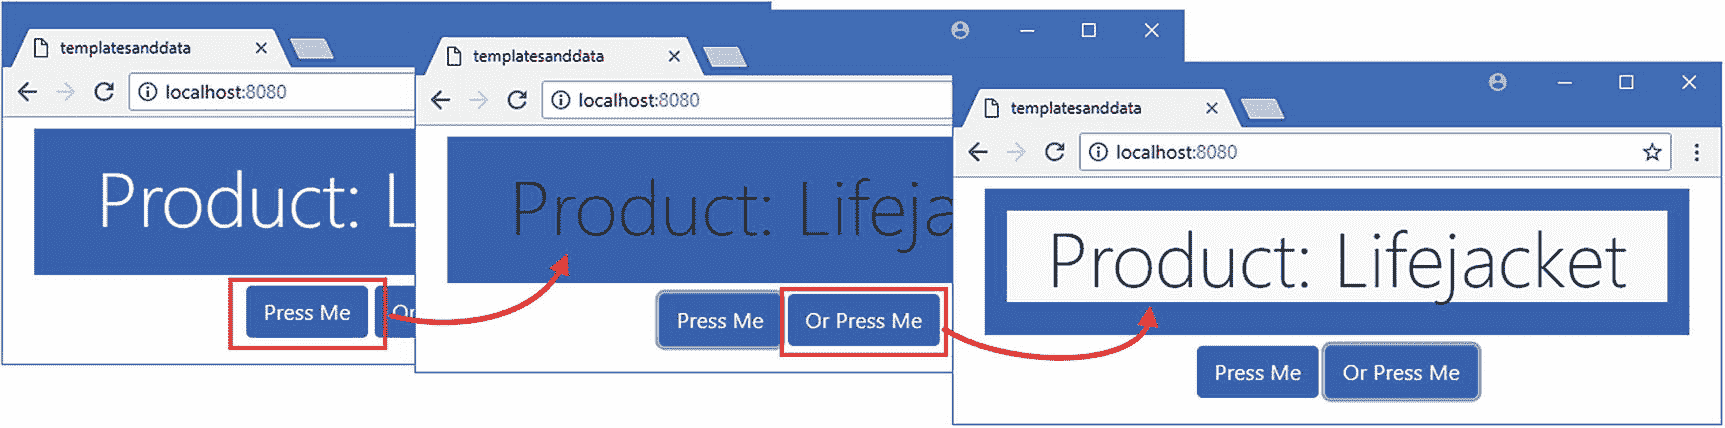 templatesanddata
localhost:8080
Product: L
Press Me
Or
templatesanddata
localhost:8080
Product: Lifeja
Press Me
Or Press Me
templatesanddata
localhost:8080
Product: Lifejacket
Press Me
Or Press Me